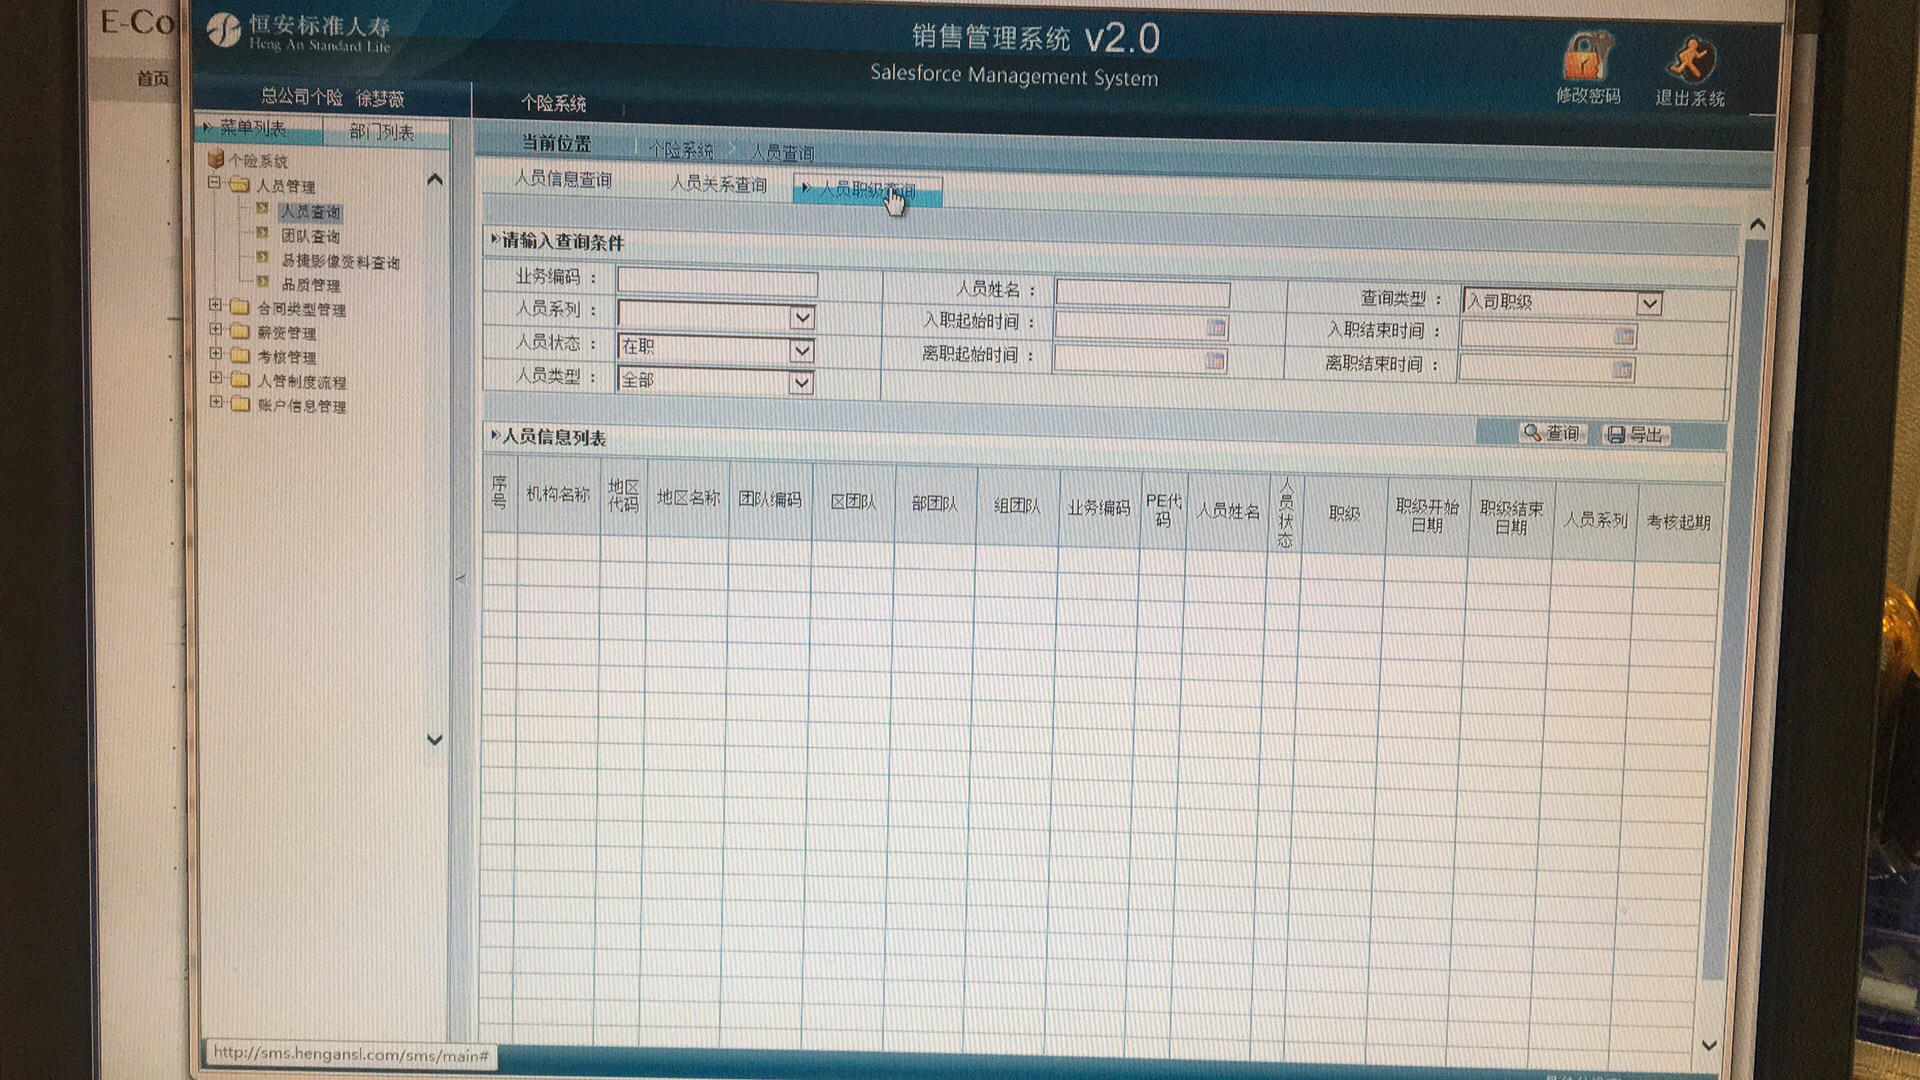 E-Co
首页
恒安标准人寿
Heng An Standard Life
销售管理系统 v2.0
Salesforce Management System
修改密码
退出系统
总公司个险 徐梦薇
个险系统
菜单列表
部门列表
个险系统
人员管理
人员查询
团队查询
易捷影像资料查询
品质管理
合同类型管理
薪资管理
考核管理
人管制度流程
账户信息管理
当前位置 个险系统 人员查询
人员信息查询 人员关系查询 人员职级查询
请输入查询条件
业务编码： 人员姓名： 查询类型： 入司职级
人员系列： 入职起始时间： 入职结束时间：
人员状态： 在职 离职起始时间： 离职结束时间：
人员类型： 全部
人员信息列表 查询 导出
序号 机构名称 地区代码 地区名称 团队编码 区团队 部团队 组团队 业务编码 PE代码 人员姓名 人员状态 职级 职级开始日期 职级结束日期 人员系列 考核起期
http://sms.hengansl.com/sms/main#